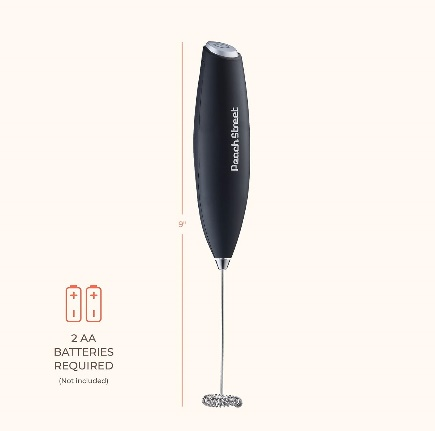 Peach Street
9"
2 AA
BATTERIES
REQUIRED
(Not Included)